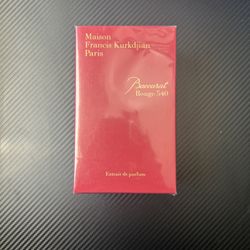 Maison
Francis Kurkdjian
Paris
Baccarat
Rouge 540
Extrait de parfum